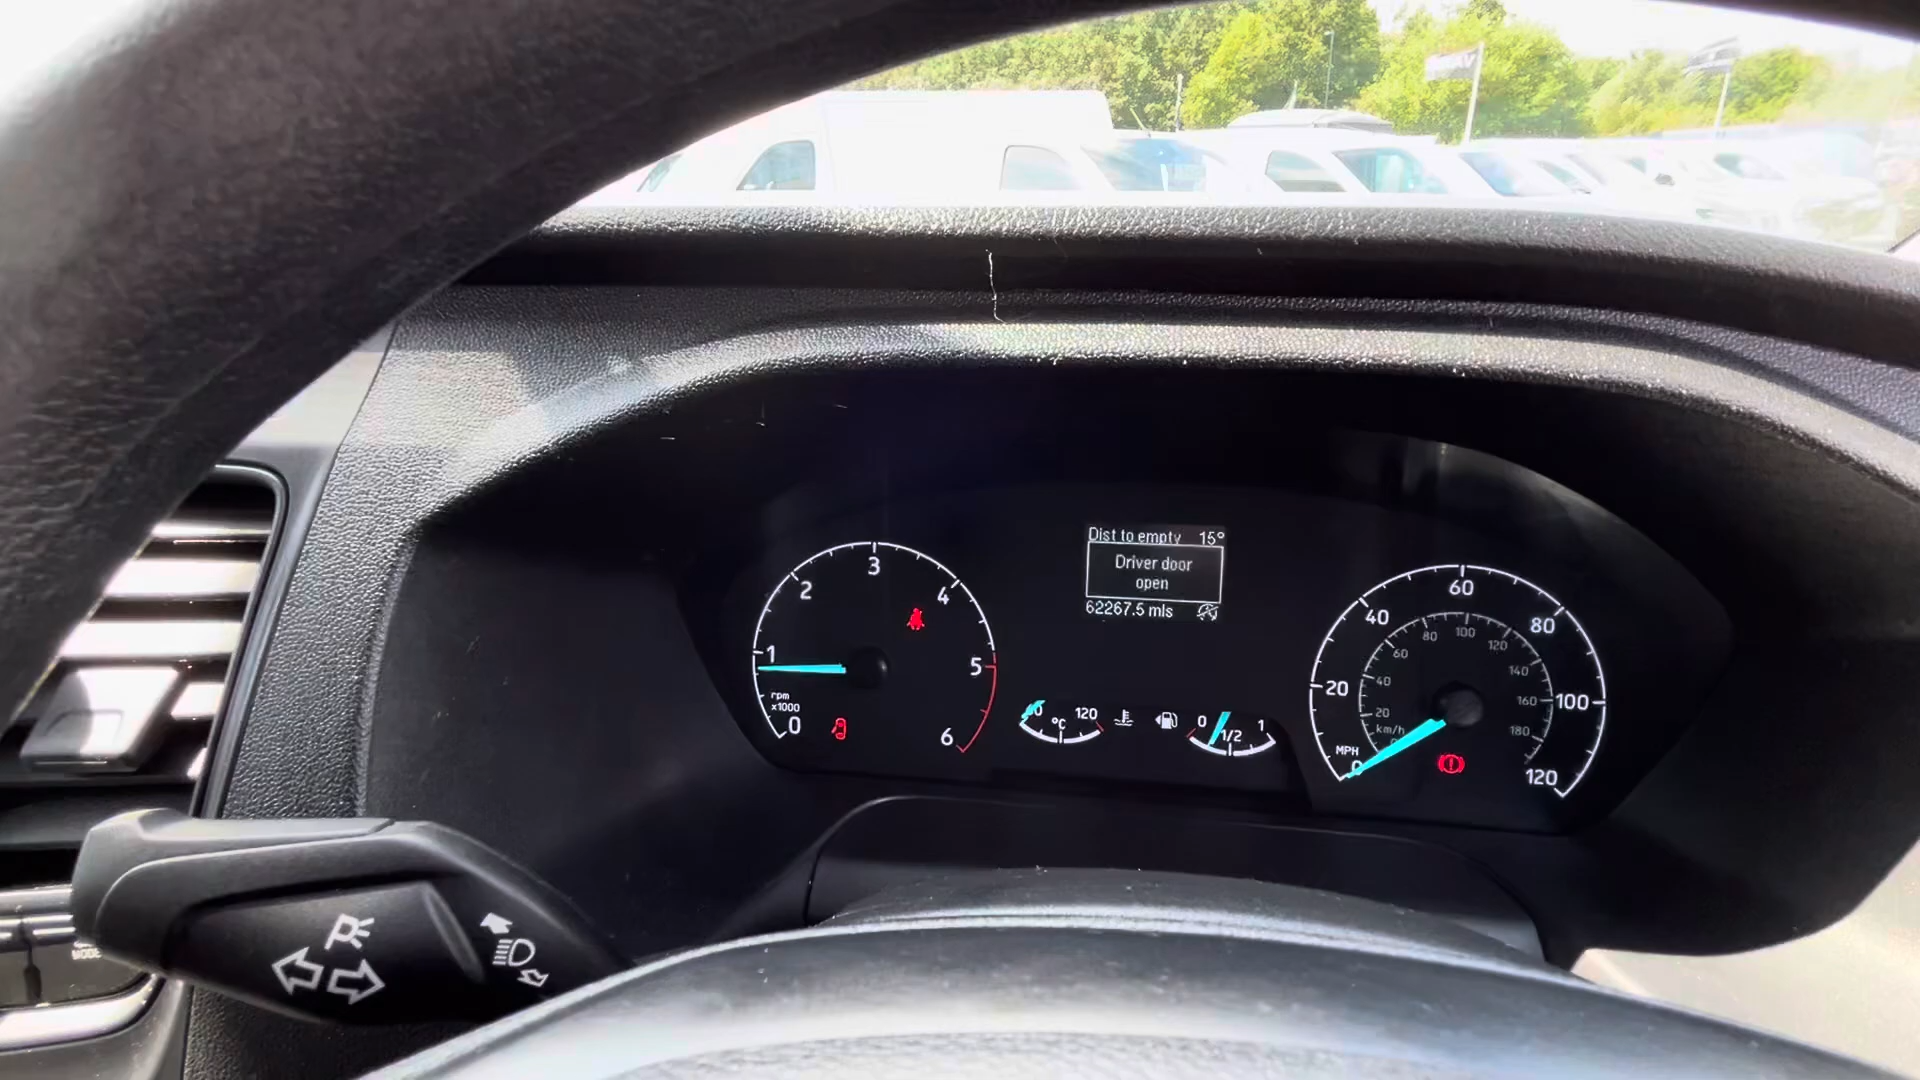 Dist to empty 15°
Driver door
open
62267.5 mls
0 1 2 3 4 5 6
rpm
x1000
120
°C
0 1/2 1
0 20 40 60 80 100 120
MPH
20 40 60 80 100 120 140 160 180
km/h
MODE